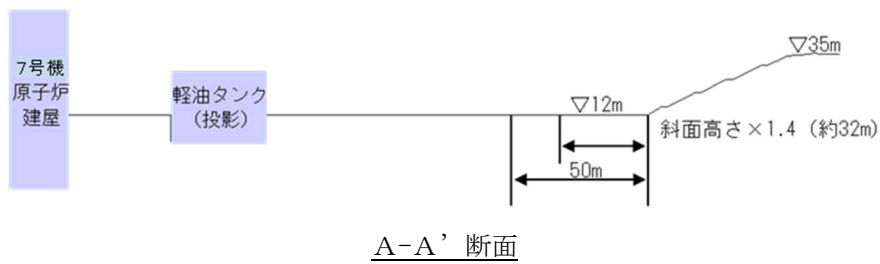 ▽35m
7号機
原子炉
建屋
軽油タンク
(投影)
▽12m
斜面高さ×1.4 (約32m)
50m
A-A’断面